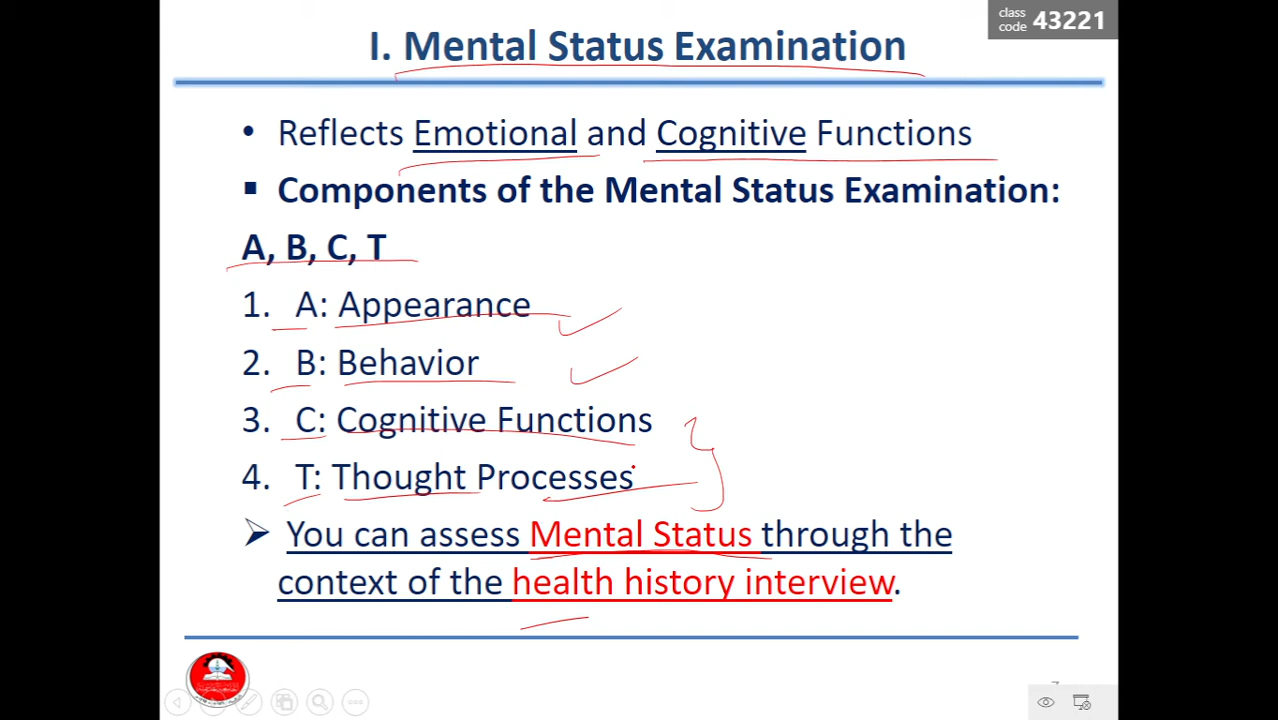 class
code 43221
I. Mental Status Examination
• Reflects Emotional and Cognitive Functions
▪ Components of the Mental Status Examination:
A, B, C, T
1. A: Appearance
2. B: Behavior
3. C: Cognitive Functions
4. T: Thought Processes
➢ You can assess Mental Status through the
context of the health history interview.